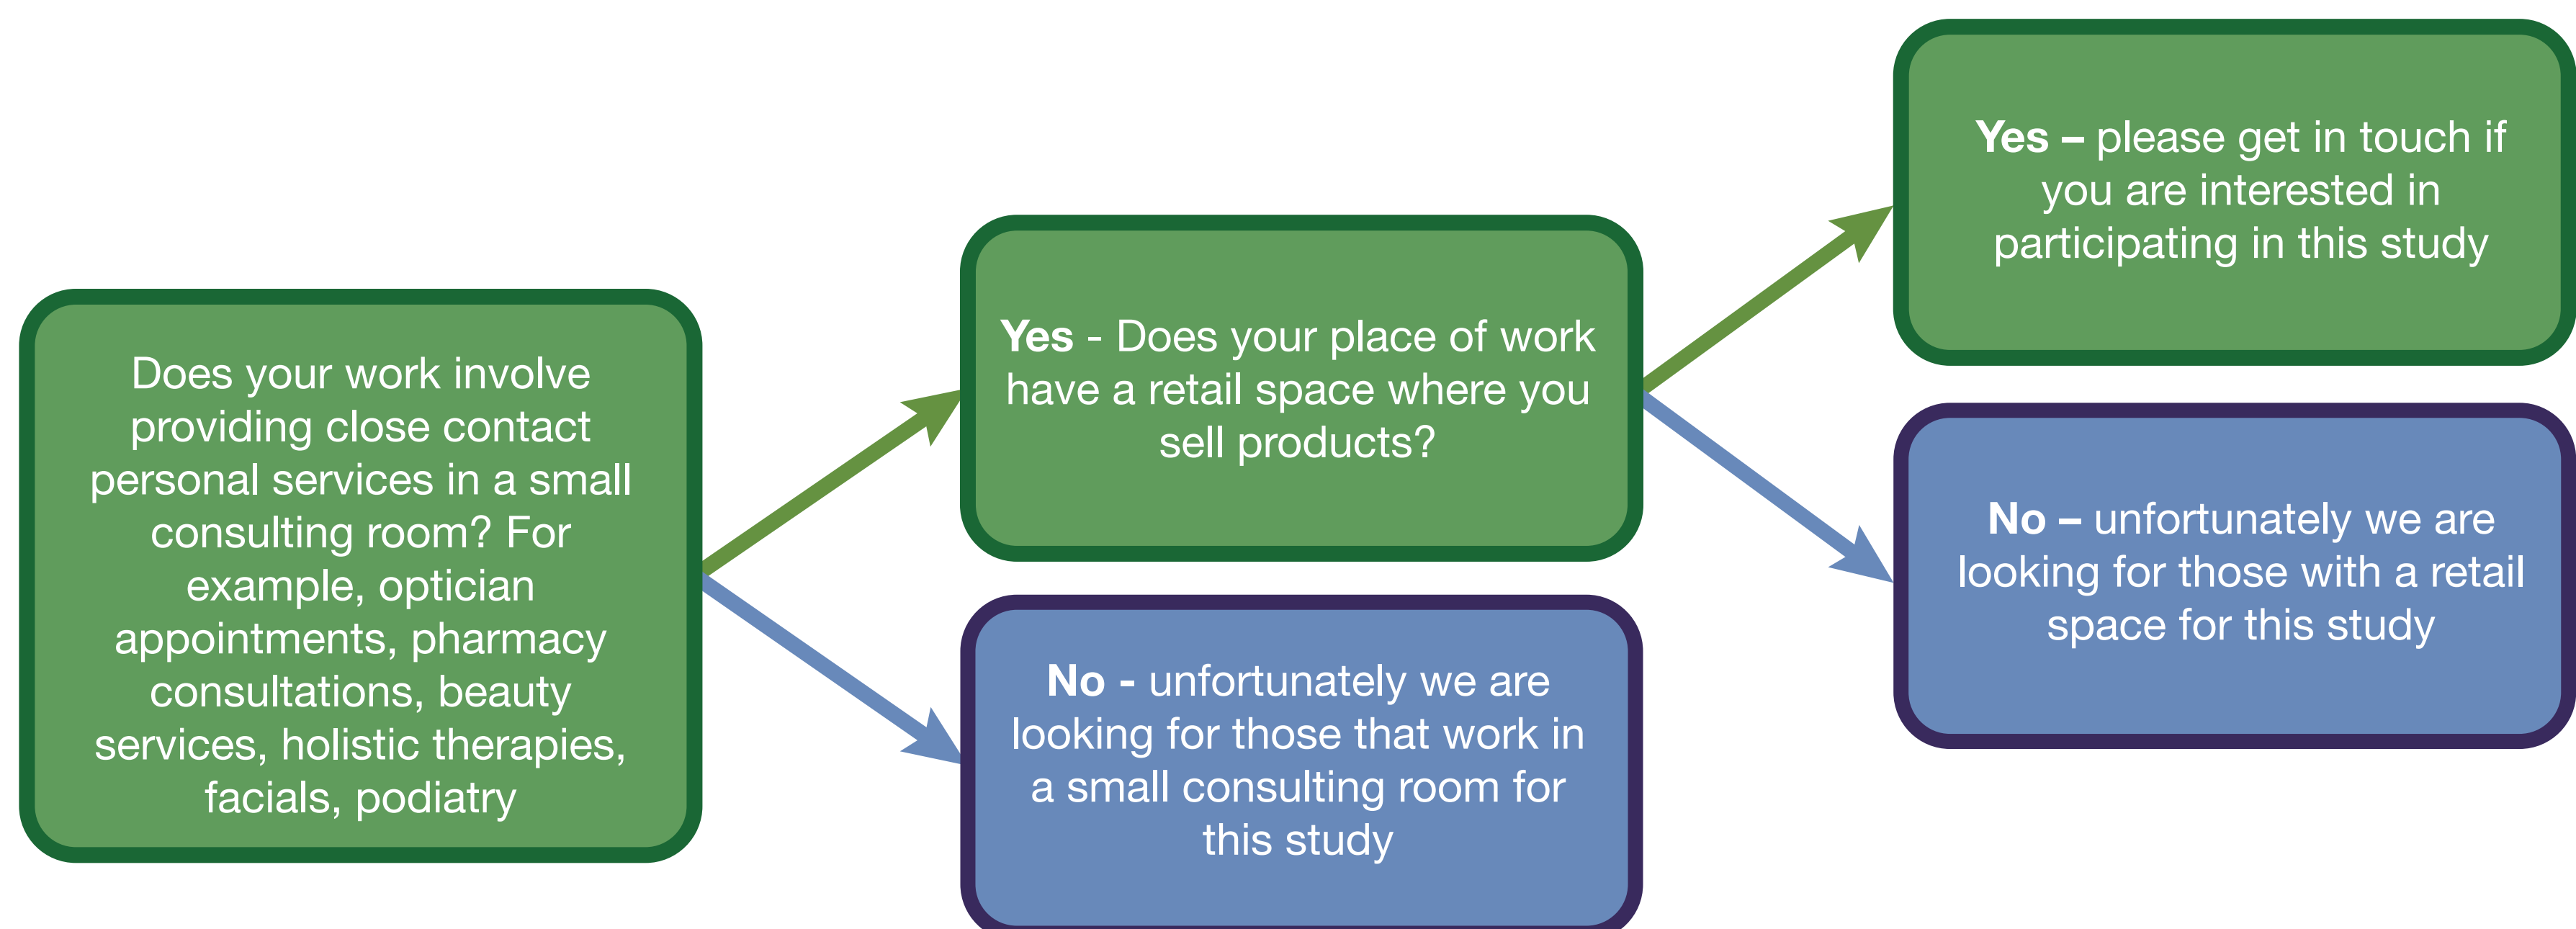 Does your work involve
providing close contact
personal services in a small
consulting room? For
example, optician
appointments, pharmacy
consultations, beauty
services, holistic therapies,
facials, podiatry
Yes - Does your place of work
have a retail space where you
sell products?
No - unfortunately we are
looking for those that work in
a small consulting room for
this study
Yes – please get in touch if
you are interested in
participating in this study
No – unfortunately we are
looking for those with a retail
space for this study